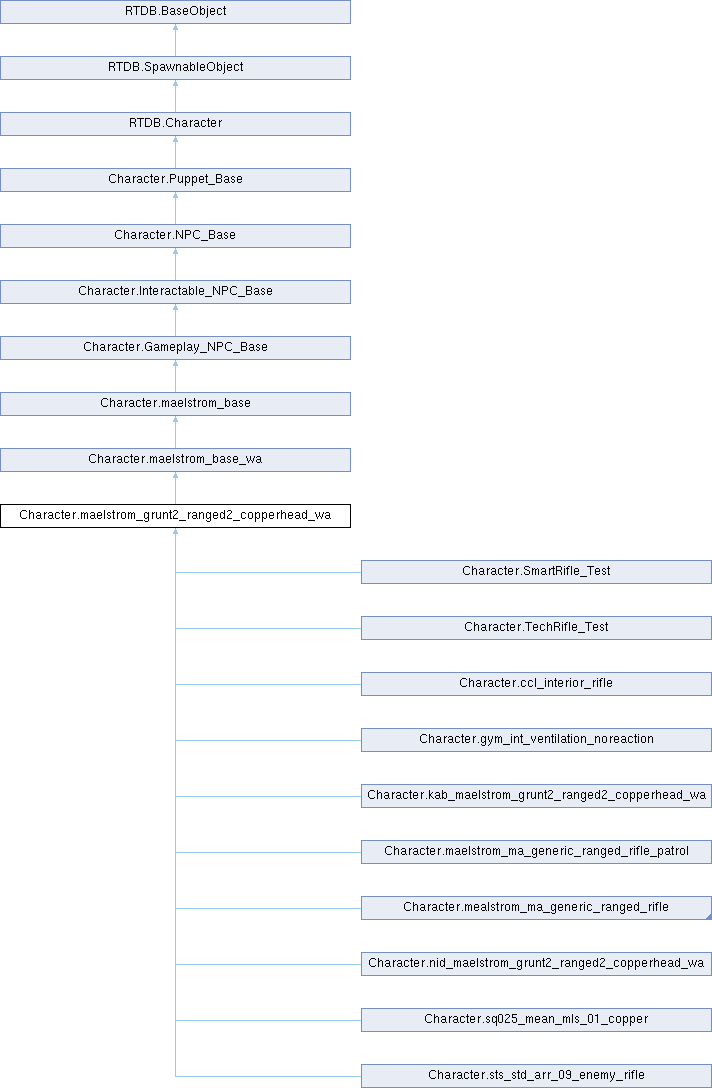 RTDB.BaseObject
RTDB.SpawnableObject
RTDB.Character
Character.Puppet_Base
Character.NPC_Base
Character.Interactable_NPC_Base
Character.Gameplay_NPC_Base
Character.maelstrom_base
Character.maelstrom_base_wa
Character.maelstrom_grunt2_ranged2_copperhead_wa
Character.SmartRifle_Test
Character.TechRifle_Test
Character.ccl_interior_rifle
Character.gym_int_ventilation_noreaction
Character.kab_maelstrom_grunt2_ranged2_copperhead_wa
Character.maelstrom_ma_generic_ranged_rifle_patrol
Character.mealstrom_ma_generic_ranged_rifle
Character.nid_maelstrom_grunt2_ranged2_copperhead_wa
Character.sq025_mean_mls_01_copper
Character.sts_std_arr_09_enemy_rifle